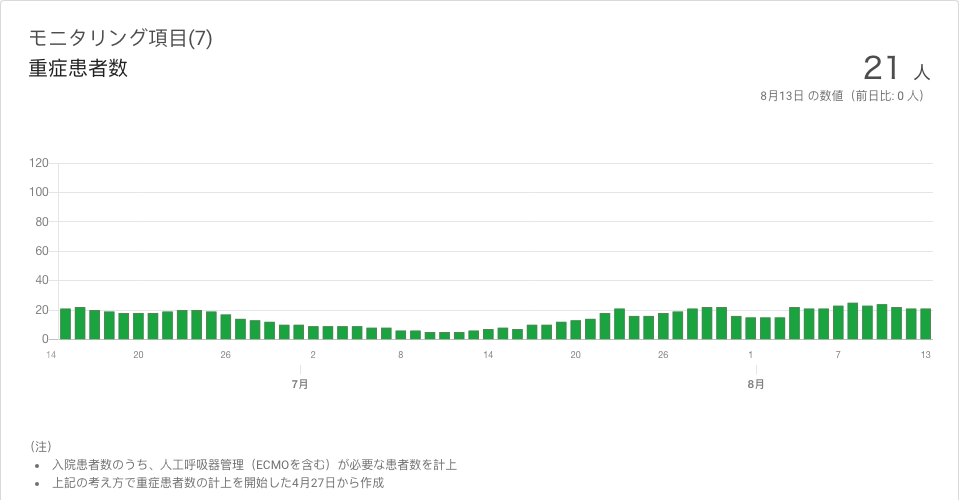 モニタリング項目(7)
重症患者数
21 人
8月13日 の数値（前日比: 0 人）
120
100
80
60
40
20
0
14 20 26 2 8 14 20 26 1 7 13
7月 8月
（注）
• 入院患者数のうち、人工呼吸器管理（ECMOを含む）が必要な患者数を計上
• 上記の考え方で重症患者数の計上を開始した4月27日から作成